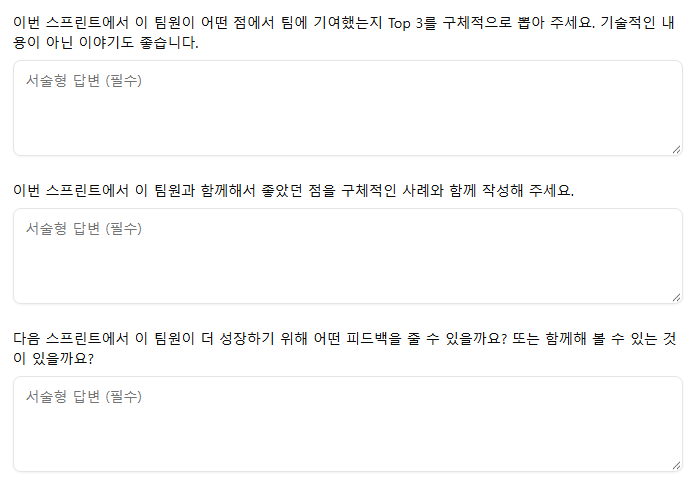 이번 스프린트에서 이 팀원이 어떤 점에서 팀에 기여했는지 Top 3를 구체적으로 뽑아 주세요. 기술적인 내
용이 아닌 이야기도 좋습니다.
서술형 답변 (필수)
이번 스프린트에서 이 팀원과 함께해서 좋았던 점을 구체적인 사례와 함께 작성해 주세요.
서술형 답변 (필수)
다음 스프린트에서 이 팀원이 더 성장하기 위해 어떤 피드백을 줄 수 있을까요? 또는 함께해 볼 수 있는 것
이 있을까요?
서술형 답변 (필수)